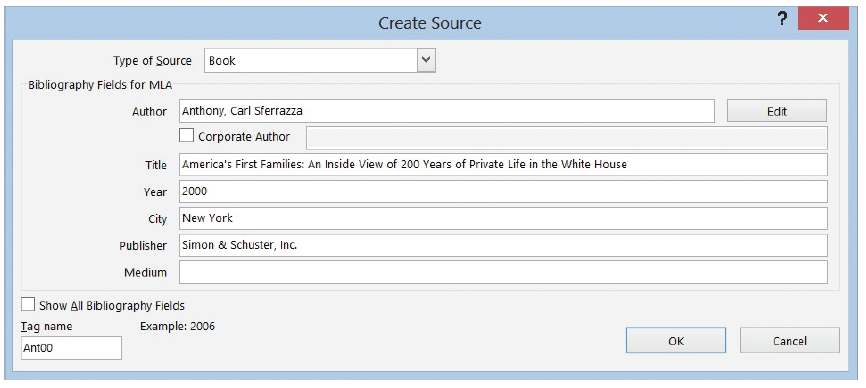 Create Source
?
x
Type of Source Book
Bibliography Fields for MLA
Author Anthony, Carl Sferrazza Edit
Corporate Author
Title America's First Families: An Inside View of 200 Years of Private Life in the White House
Year 2000
City New York
Publisher Simon & Schuster, Inc.
Medium
Show All Bibliography Fields
Tag name Example: 2006
Ant00
OK Cancel